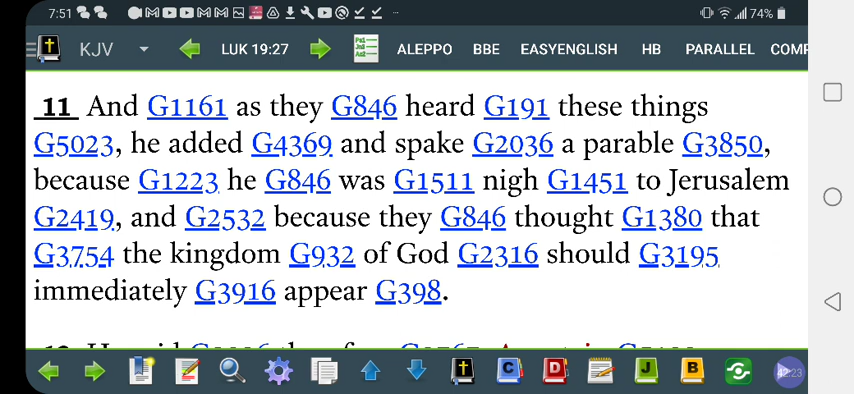 7:51 74%
KJV LUK 19:27 ALEPPO BBE EASYENGLISH HB PARALLEL COMP
11 And G1161 as they G846 heard G191 these things
G5023, he added G4369 and spake G2036 a parable G3850,
because G1223 he G846 was G1511 nigh G1451 to Jerusalem
G2419, and G2532 because they G846 thought G1380 that
G3754 the kingdom G932 of God G2316 should G3195
immediately G3916 appear G398.
C D J B 42:23